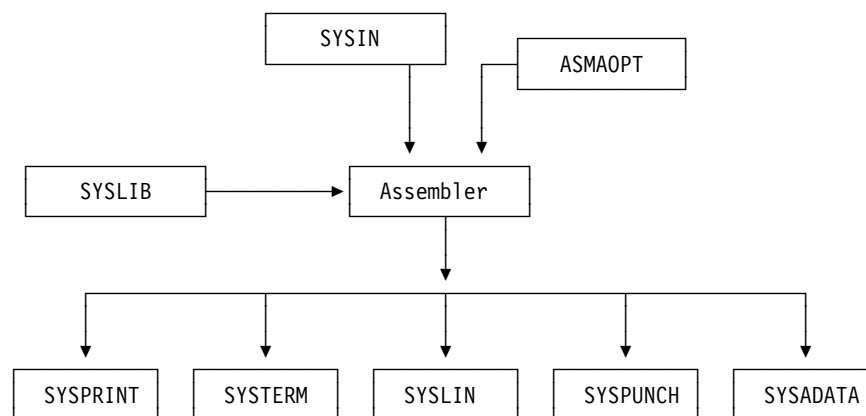 SYSIN
ASMAOPT
SYSLIB
Assembler
SYSPRINT
SYSTERM
SYSLIN
SYSPUNCH
SYSADATA